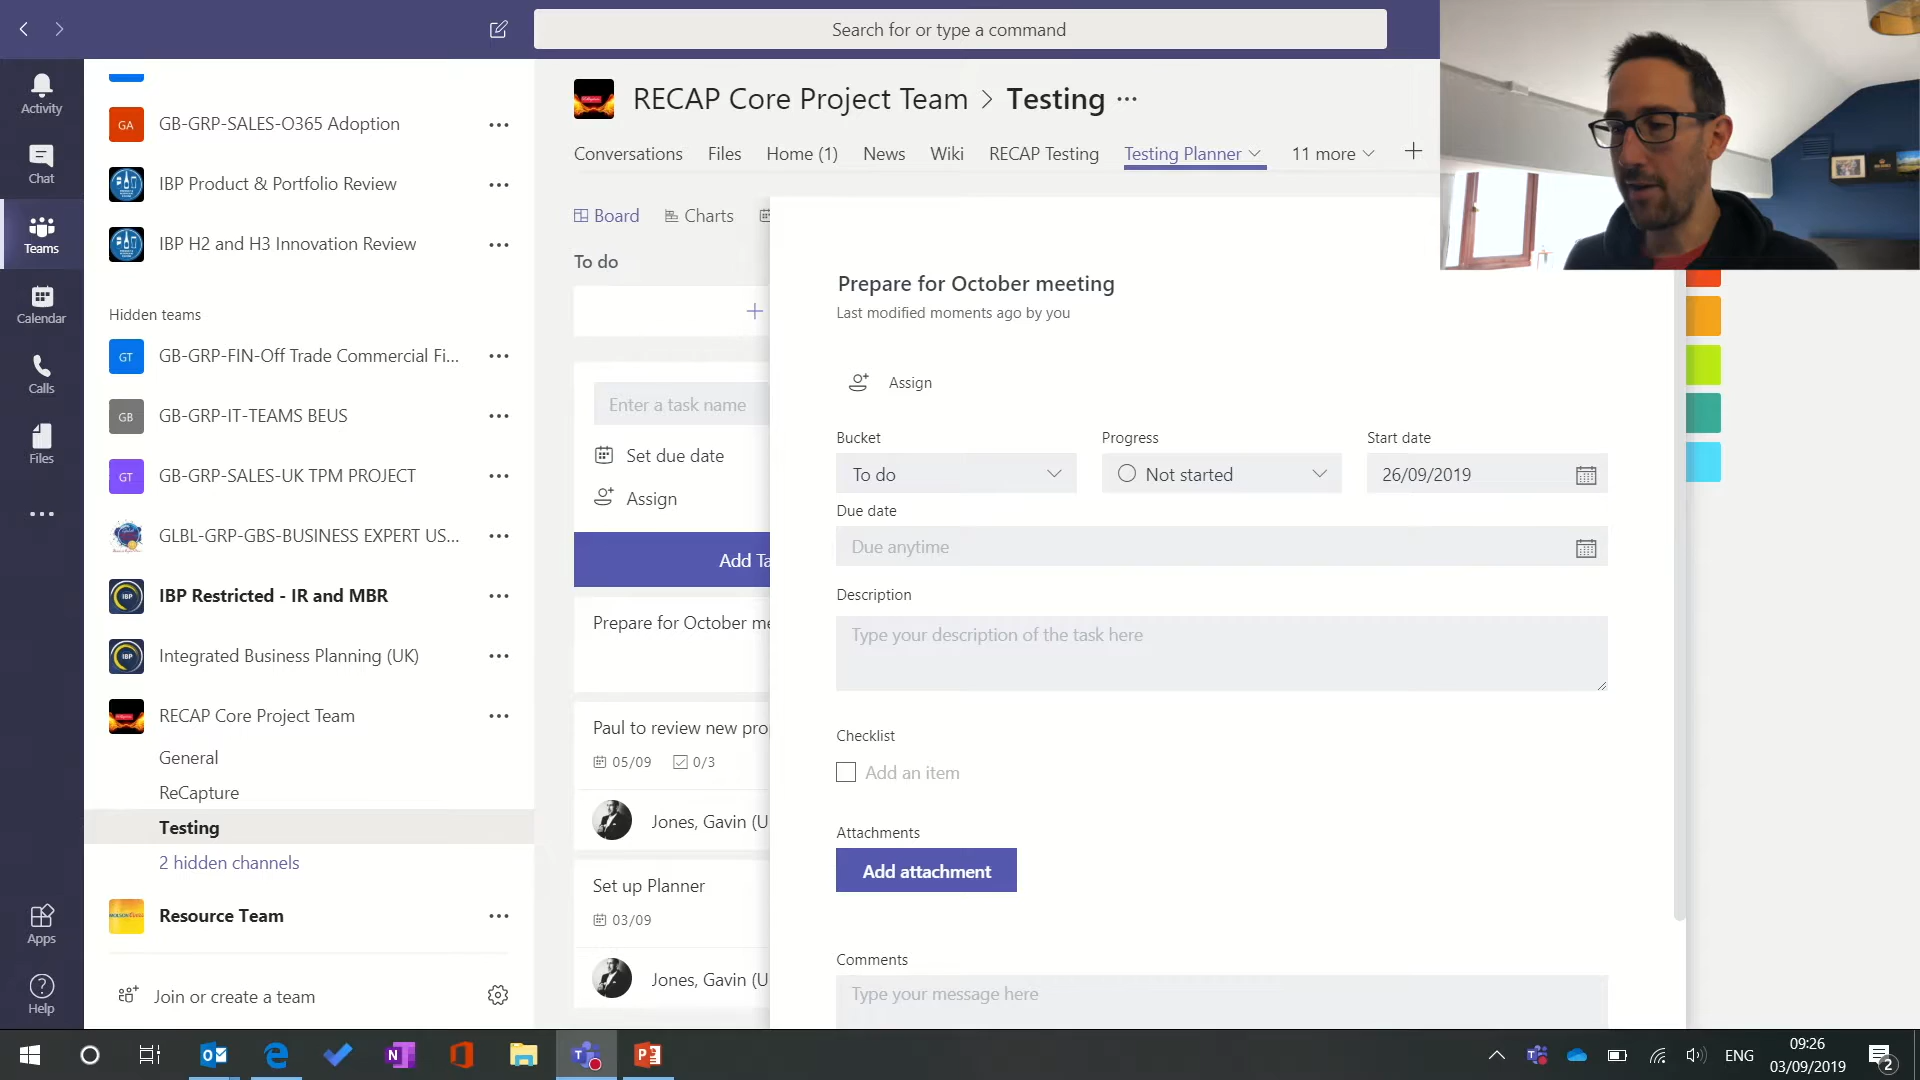 Search for or type a command
Activity
Chat
Teams
Calendar
Calls
Files
Apps
Help
GA
GB-GRP-SALES-O365 Adoption
IBP Product & Portfolio Review
IBP H2 and H3 Innovation Review
Hidden teams
GT
GB-GRP-FIN-Off Trade Commercial Fi...
GB
GB-GRP-IT-TEAMS BEUS
GT
GB-GRP-SALES-UK TPM PROJECT
GLBL-GRP-GBS-BUSINESS EXPERT US...
IBP
IBP Restricted - IR and MBR
IBP
Integrated Business Planning (UK)
RECAP Core Project Team
General
ReCapture
Testing
2 hidden channels
Resource Team
Join or create a team
RECAP Core Project Team > Testing
Conversations Files Home (1) News Wiki RECAP Testing Testing Planner 11 more
Board Charts
To do
Enter a task name
Set due date
Assign
Add Ta
Prepare for October me
Paul to review new pro
05/09 0/3
Jones, Gavin (U
Set up Planner
03/09
Jones, Gavin (U
Prepare for October meeting
Last modified moments ago by you
Assign
Bucket Progress Start date
To do Not started 26/09/2019
Due date
Due anytime
Description
Type your description of the task here
Checklist
Add an item
Attachments
Add attachment
Comments
Type your message here
ENG
09:26
03/09/2019
2